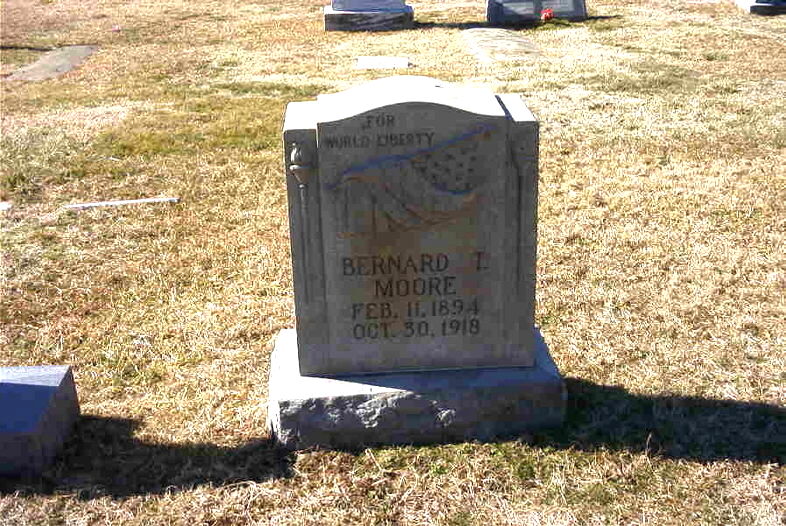 FOR
WORLD LIBERTY
BERNARD T.
MOORE
FEB. 11, 1894
OCT. 30, 1918